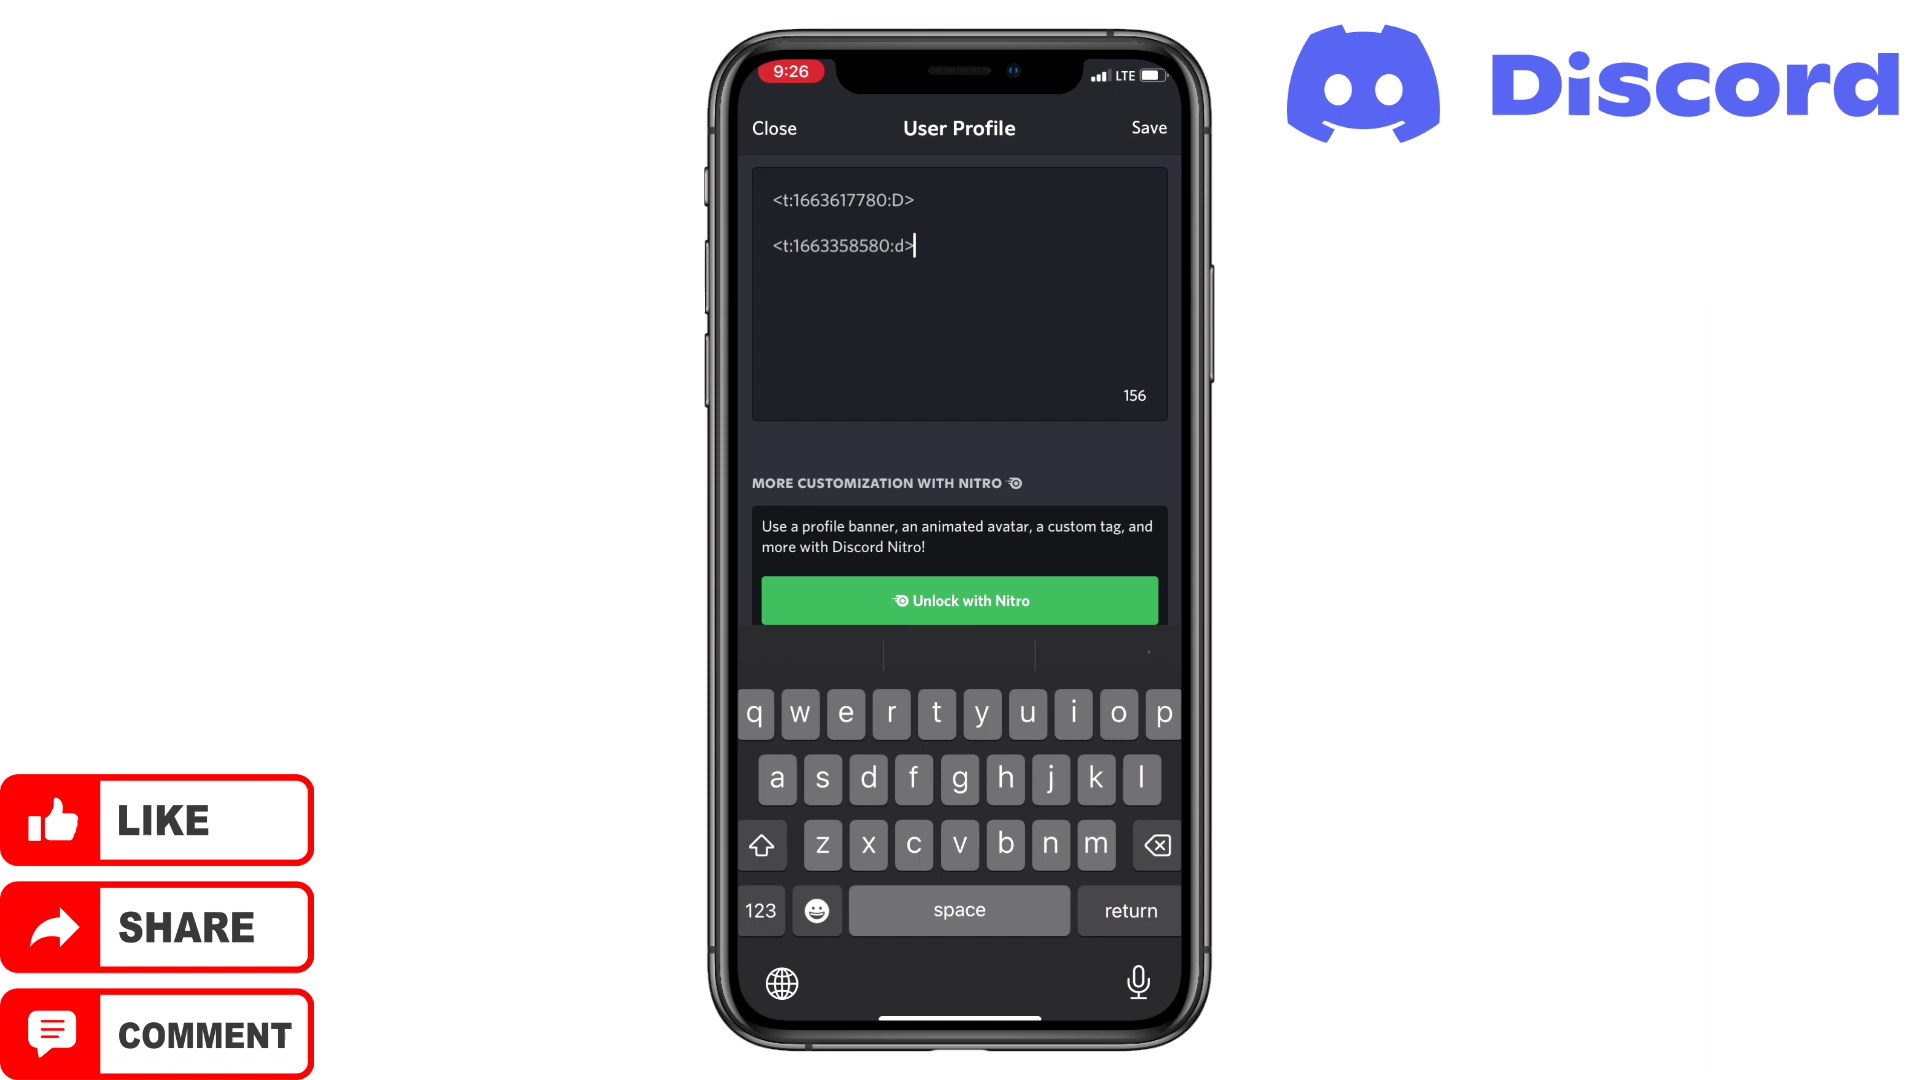 9:26
LTE
Discord
Close
User Profile
Save
<t:1663617780:D>
<t:1663358580:d>
156
MORE CUSTOMIZATION WITH NITRO
Use a profile banner, an animated avatar, a custom tag, and
more with Discord Nitro!
Unlock with Nitro
q w e r t y u i o p
a s d f g h j k l
z x c v b n m
123
space
return
LIKE
SHARE
COMMENT